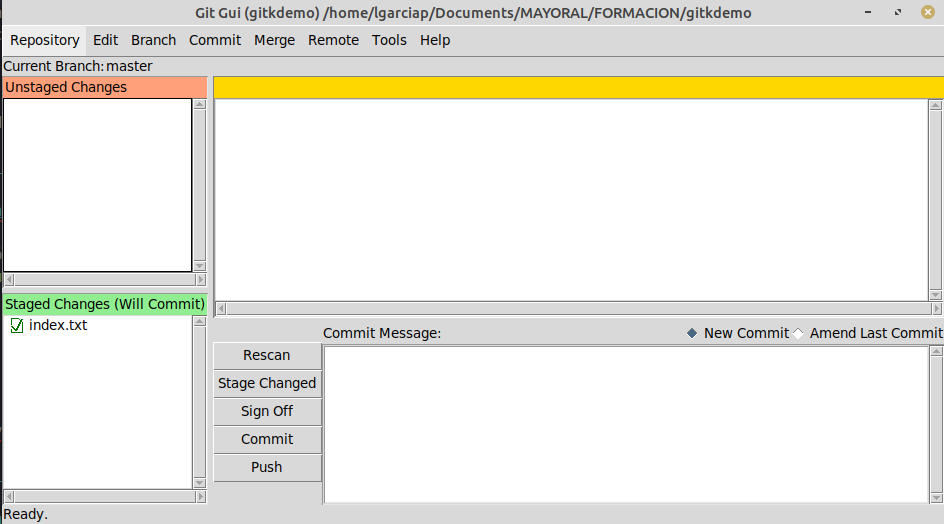 Git Gui (gitkdemo) /home/lgarciap/Documents/MAYORAL/FORMACION/gitkdemo
Repository Edit Branch Commit Merge Remote Tools Help
Current Branch: master
Unstaged Changes
Staged Changes (Will Commit)
index.txt
Commit Message: New Commit Amend Last Commit
Rescan
Stage Changed
Sign Off
Commit
Push
Ready.